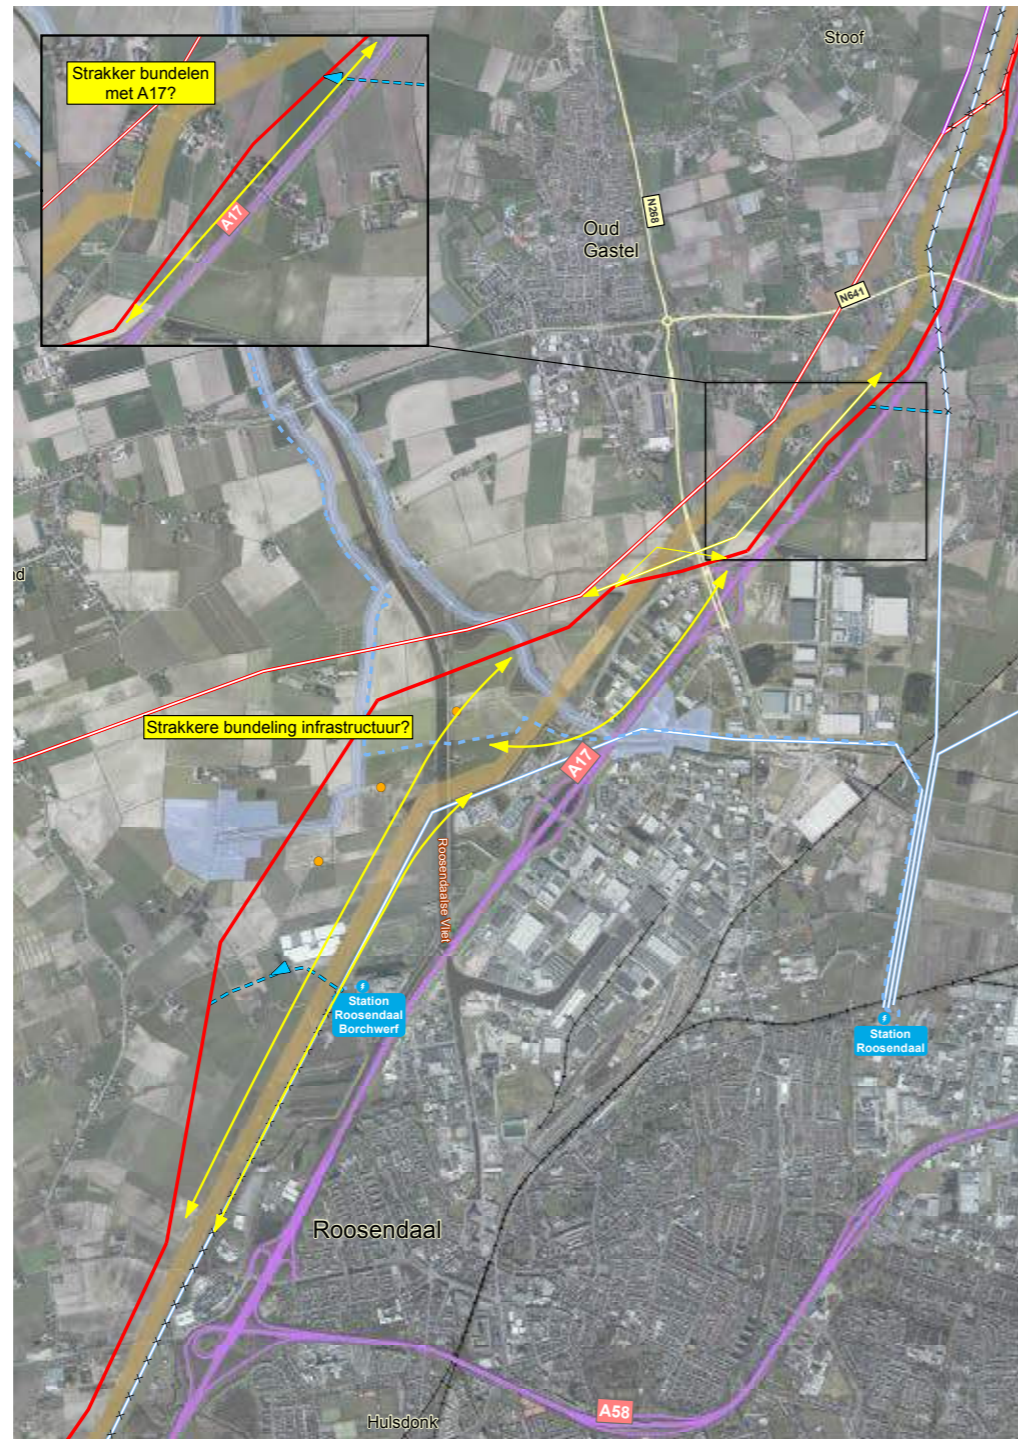 Stoof
Strakker bundelen
met A17?
A17
N268
Oud
Gastel
N641
Strakkere bundeling infrastructuur?
A17
Roosendaalse Vliet
Station
Roosendaal
Borchwerf
Station
Roosendaal
Roosendaal
A58
Hulsdonk